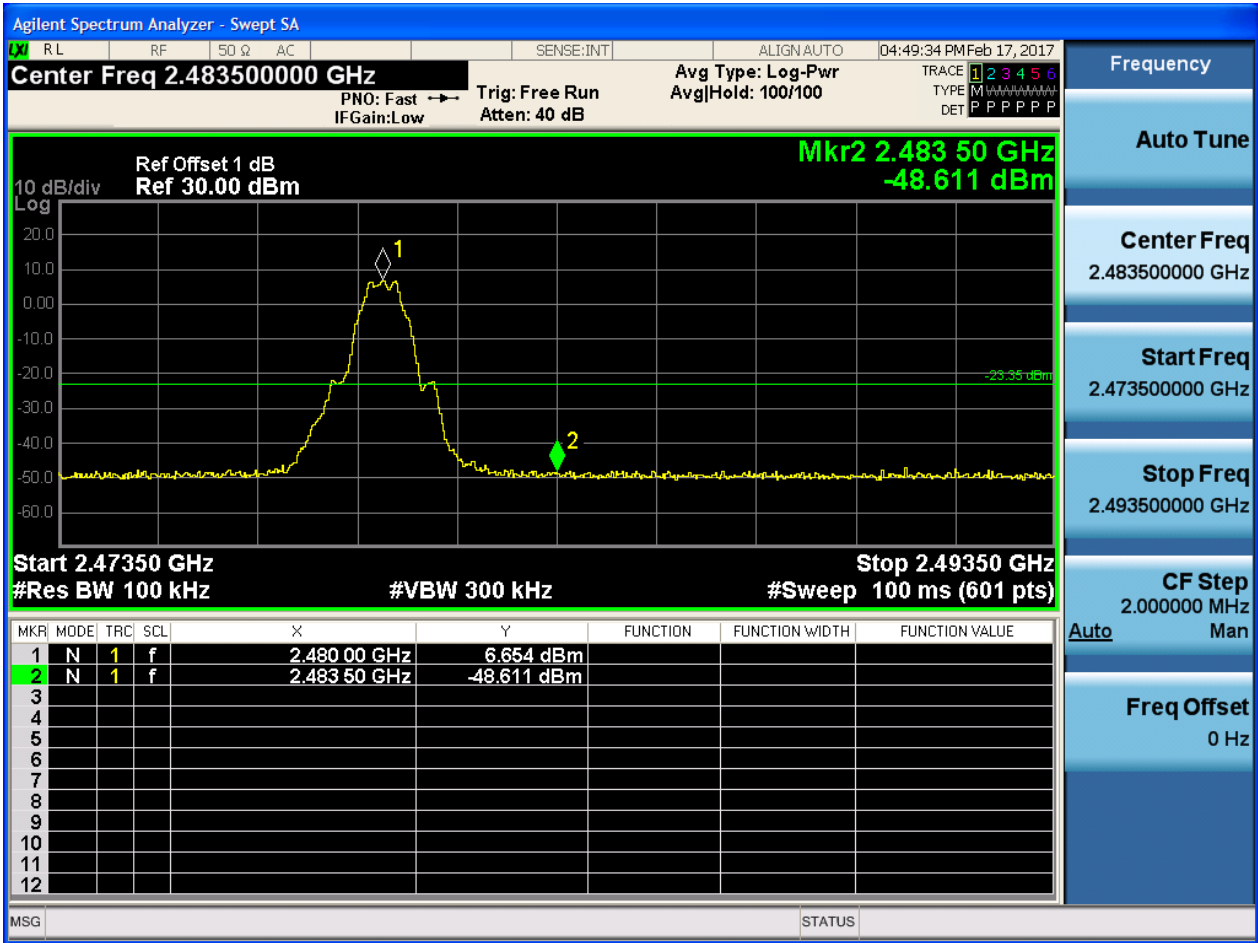 Agilent Spectrum Analyzer - Swept SA
LXI RL RF 50 Ω AC SENSE:INT ALIGNAUTO 04:49:34 PM Feb 17, 2017
Center Freq 2.483500000 GHz
PNO: Fast
IFGain:Low
Trig: Free Run
Atten: 40 dB
Avg Type: Log-Pwr
Avg|Hold: 100/100
TRACE 1 2 3 4 5 6
TYPE M
DET P P P P P P
Mkr2 2.483 50 GHz
-48.611 dBm
Ref Offset 1 dB
10 dB/div Ref 30.00 dBm
Log
20.0
10.0
0.00
-10.0
-20.0
-30.0
-40.0
-50.0
-60.0
1
-23.35 dBm
2
Start 2.47350 GHz Stop 2.49350 GHz
#Res BW 100 kHz #VBW 300 kHz #Sweep 100 ms (601 pts)
MKR MODE TRC SCL X Y FUNCTION FUNCTION WIDTH FUNCTION VALUE
1 N 1 f 2.480 00 GHz 6.654 dBm
2 N 1 f 2.483 50 GHz -48.611 dBm
3
4
5
6
7
8
9
10
11
12
MSG STATUS
Frequency
Auto Tune
Center Freq
2.483500000 GHz
Start Freq
2.473500000 GHz
Stop Freq
2.493500000 GHz
CF Step
2.000000 MHz
Auto Man
Freq Offset
0 Hz